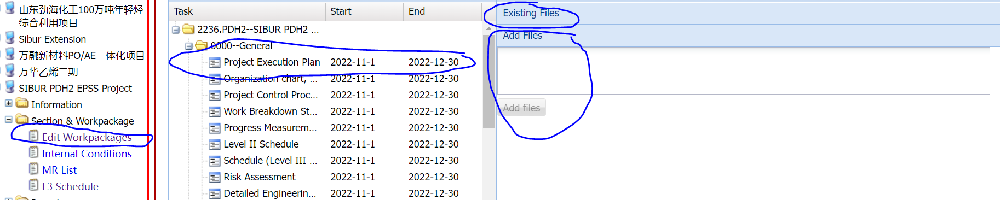 山东劲海化工100万吨年轻烃
综合利用项目
Sibur Extension
万融新材料PO/AE一体化项目
万华乙烯二期
SIBUR PDH2 EPSS Project
Information
Section & Workpackage
Edit Workpackages
Internal Conditions
MR List
L3 Schedule
Task Start End
2236.PDH2--SIBUR PDH2 ...
0000--General
Project Execution Plan 2022-11-1 2022-12-30
Organization chart, ... 2022-11-1 2022-12-30
Project Control Proc... 2022-11-1 2022-12-30
Work Breakdown St... 2022-11-1 2022-12-30
Progress Measurem... 2022-11-1 2022-12-30
Level II Schedule 2022-11-1 2022-12-30
Schedule (Level III ... 2022-11-1 2022-12-30
Risk Assessment 2022-11-1 2022-12-30
Detailed Engineerin... 2022-11-1 2022-12-30
Existing Files
Add Files
Add files